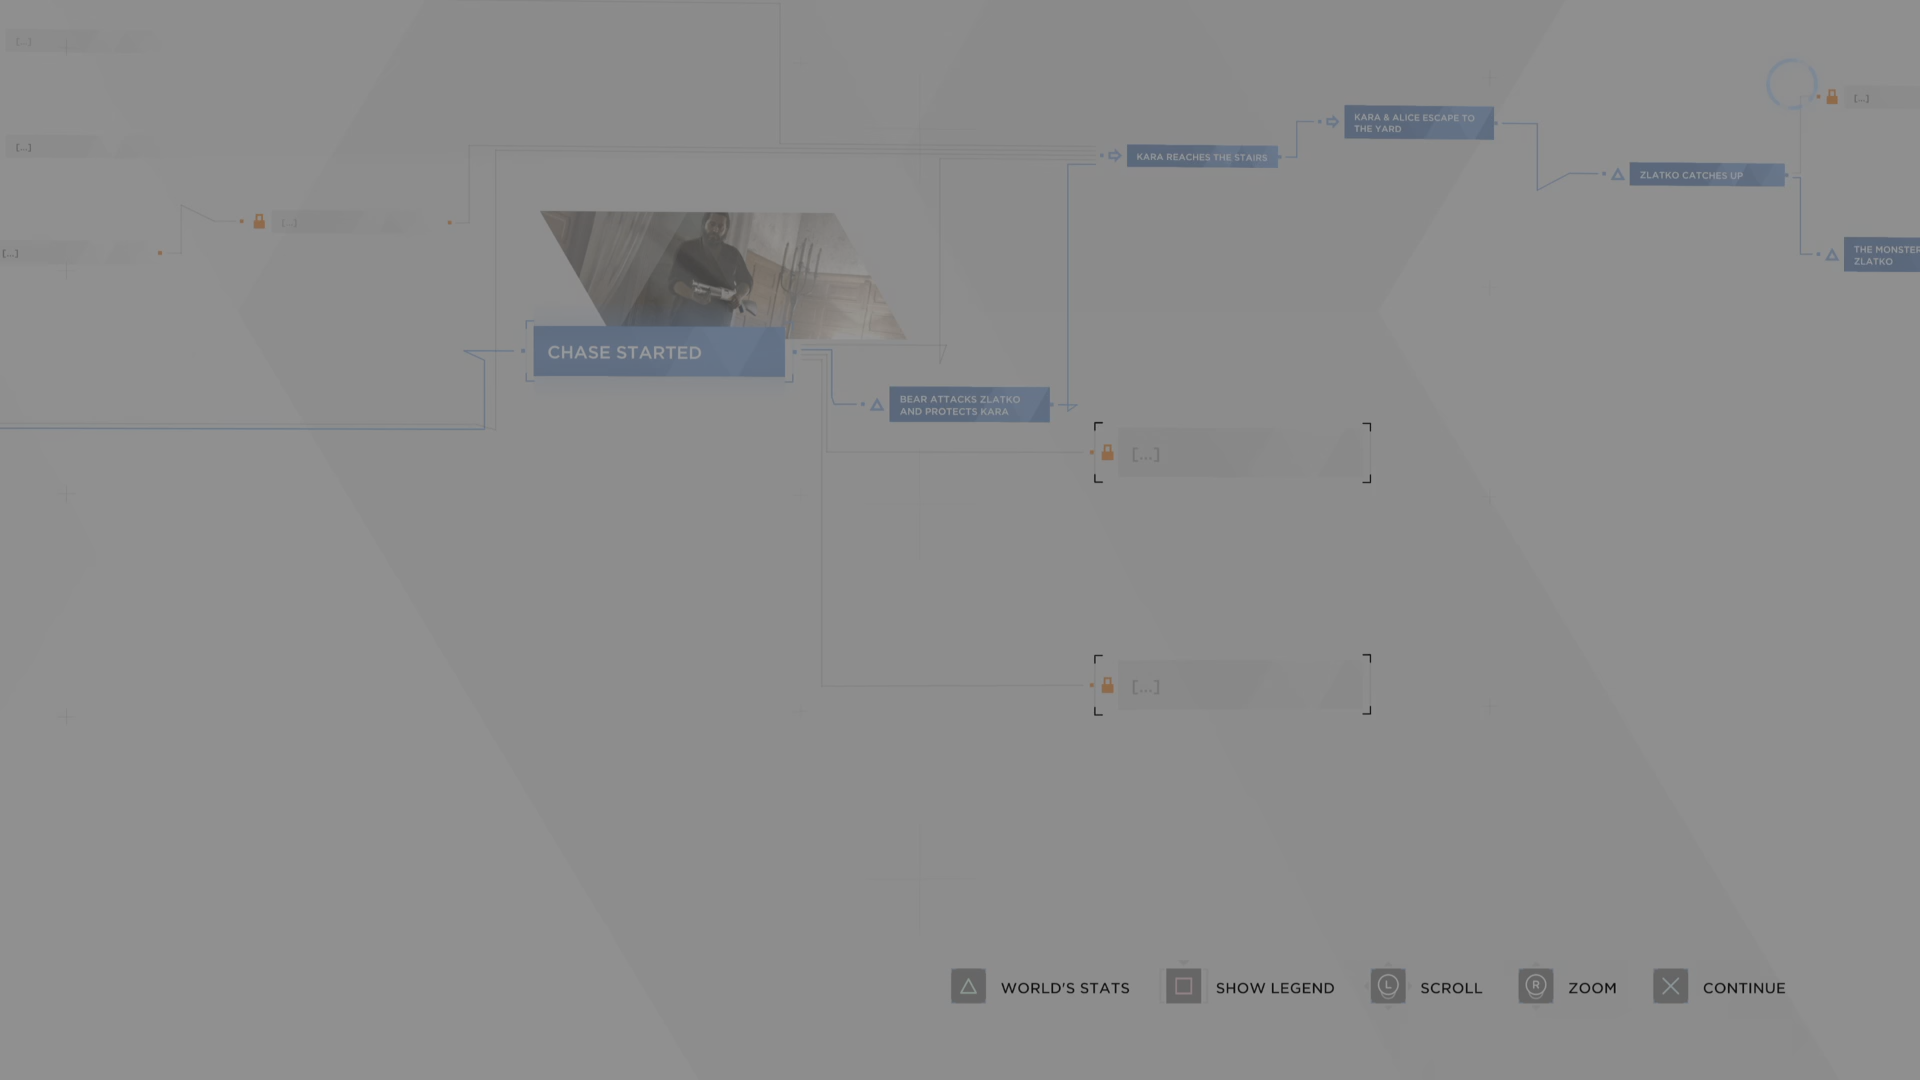 [...]
[...]
[...]
[...]
CHASE STARTED
BEAR ATTACKS ZLATKO
AND PROTECTS KARA
KARA REACHES THE STAIRS
KARA & ALICE ESCAPE TO
THE YARD
ZLATKO CATCHES UP
[...]
THE MONSTER
ZLATKO
[...]
[...]
WORLD'S STATS
SHOW LEGEND
L
SCROLL
R
ZOOM
CONTINUE